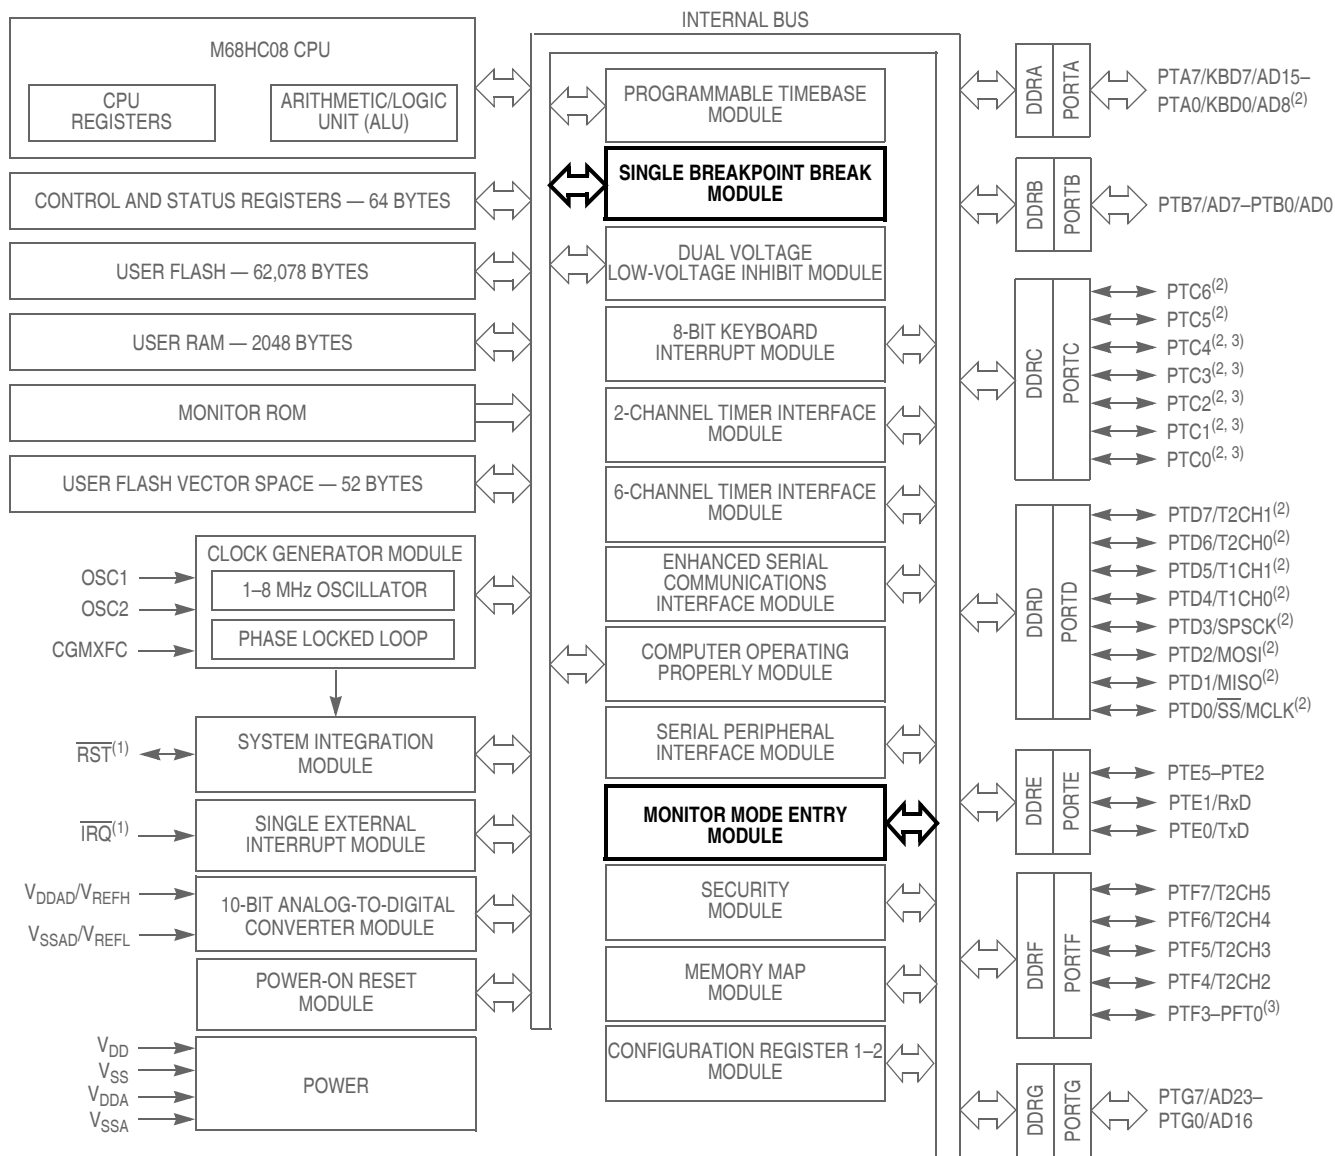 INTERNAL BUS
M68HC08 CPU
CPU
REGISTERS
ARITHMETIC/LOGIC
UNIT (ALU)
CONTROL AND STATUS REGISTERS — 64 BYTES
USER FLASH — 62,078 BYTES
USER RAM — 2048 BYTES
MONITOR ROM
USER FLASH VECTOR SPACE — 52 BYTES
CLOCK GENERATOR MODULE
1–8 MHz OSCILLATOR
PHASE LOCKED LOOP
OSC1
OSC2
CGMXFC
SYSTEM INTEGRATION
MODULE
RST(1)
SINGLE EXTERNAL
INTERRUPT MODULE
IRQ(1)
10-BIT ANALOG-TO-DIGITAL
CONVERTER MODULE
VDDAD/VREFH
VSSAD/VREFL
POWER-ON RESET
MODULE
POWER
VDD
VSS
VDDA
VSSA
PROGRAMMABLE TIMEBASE
MODULE
SINGLE BREAKPOINT BREAK
MODULE
DUAL VOLTAGE
LOW-VOLTAGE INHIBIT MODULE
8-BIT KEYBOARD
INTERRUPT MODULE
2-CHANNEL TIMER INTERFACE
MODULE
6-CHANNEL TIMER INTERFACE
MODULE
ENHANCED SERIAL
COMMUNICATIONS
INTERFACE MODULE
COMPUTER OPERATING
PROPERLY MODULE
SERIAL PERIPHERAL
INTERFACE MODULE
MONITOR MODE ENTRY
MODULE
SECURITY
MODULE
MEMORY MAP
MODULE
CONFIGURATION REGISTER 1–2
MODULE
DDRA
PORTA
PTA7/KBD7/AD15–
PTA0/KBD0/AD8(2)
DDRB
PORTB
PTB7/AD7–PTB0/AD0
DDRC
PORTC
PTC6(2)
PTC5(2)
PTC4(2, 3)
PTC3(2, 3)
PTC2(2, 3)
PTC1(2, 3)
PTC0(2, 3)
DDRD
PORTD
PTD7/T2CH1(2)
PTD6/T2CH0(2)
PTD5/T1CH1(2)
PTD4/T1CH0(2)
PTD3/SPSCK(2)
PTD2/MOSI(2)
PTD1/MISO(2)
PTD0/SS/MCLK(2)
DDRE
PORTE
PTE5–PTE2
PTE1/RxD
PTE0/TxD
DDRF
PORTF
PTF7/T2CH5
PTF6/T2CH4
PTF5/T2CH3
PTF4/T2CH2
PTF3–PFT0(3)
DDRG
PORTG
PTG7/AD23–
PTG0/AD16